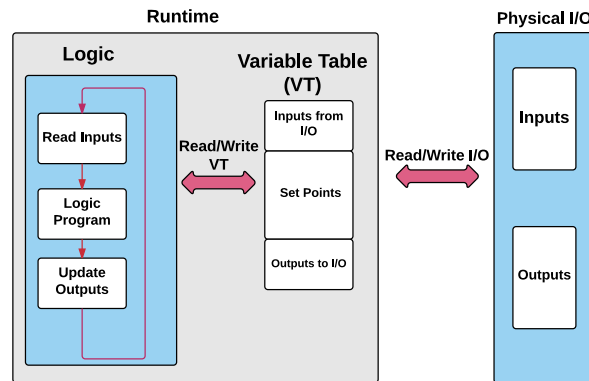 Runtime
Physical I/O
Logic
Variable Table
(VT)
Read Inputs
Logic
Program
Update
Outputs
Read/Write
VT
Inputs from
I/O
Set Points
Outputs to I/O
Read/Write I/O
Inputs
Outputs